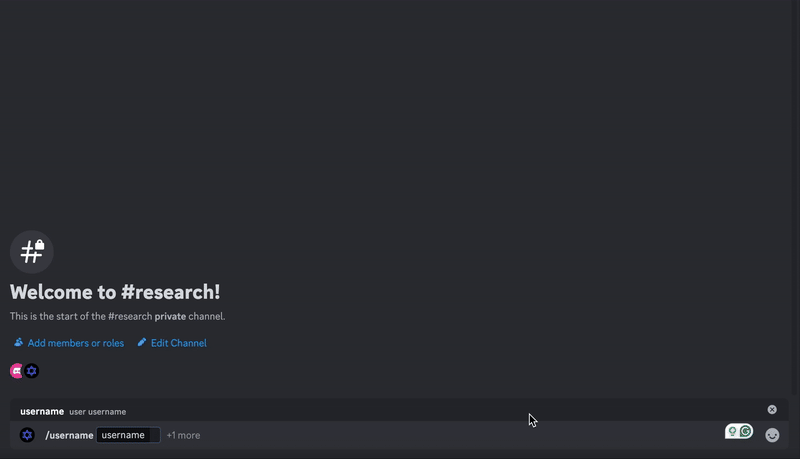 Welcome to #research!
This is the start of the #research private channel.
Add members or roles Edit Channel
username user username
/username username +1 more